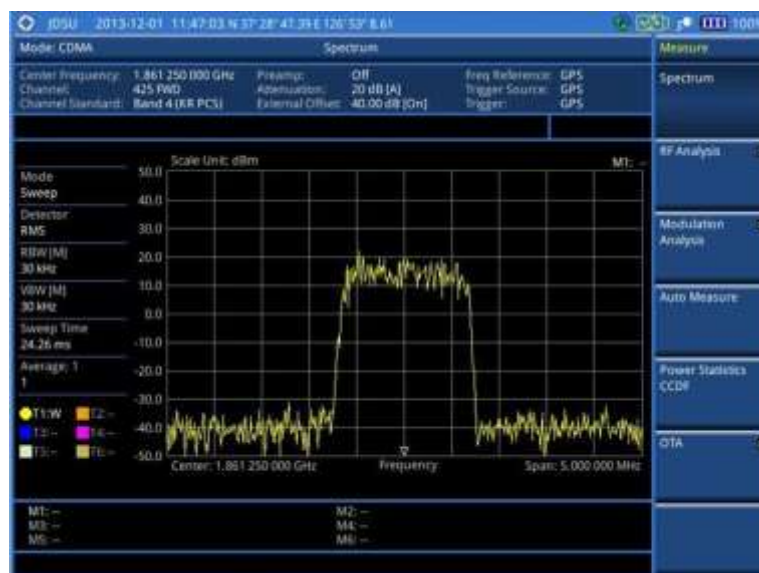 JDSU 2013-12-01 11:47:03 N 37° 28' 47.39 E 126° 53' 8.61 100%
Mode: CDMA Spectrum Measure
Center Frequency: 1.861 250 000 GHz Preamp: Off Freq Reference: GPS
Channel: 425 FWD Attenuation: 20 dB [A] Trigger Source: GPS
Channel Standard: Band 4 (KR PCS) External Offset: 40.00 dB [On] Trigger: GPS
Spectrum
RF Analysis
Modulation
Analysis
Auto Measure
Power Statistics
CCDF
OTA
Scale Unit: dBm M1: --
Mode
Sweep
Detector
RMS
RBW [M]
30 kHz
VBW [M]
30 kHz
Sweep Time
24.26 ms
Average: 1
1
T1:W T2:--
T3:-- T4:--
T5:-- T6:--
50.0
40.0
30.0
20.0
10.0
0.0
-10.0
-20.0
-30.0
-40.0
-50.0
Center: 1.861 250 000 GHz Frequency Span: 5.000 000 MHz
M1: -- M2: --
M3: -- M4: --
M5: -- M6: --